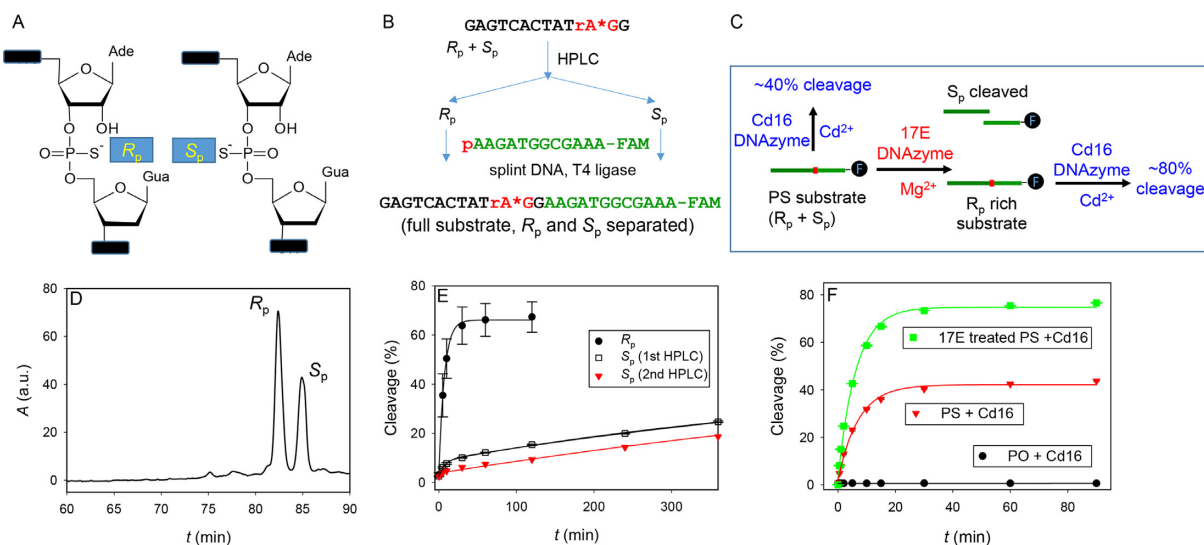 A
Ade
O
O
OH
O=P—S⁻
Rp
O
Gua
O
Ade
O
O
OH
Sp
⁻S—P=O
O
Gua
O
B
GAGTCACTATrA*GG
Rp + Sp
HPLC
Rp
Sp
pAAGATGGCGAAA-FAM
splint DNA, T4 ligase
GAGTCACTATrA*GGAAGATGGCGAAA-FAM
(full substrate, Rp and Sp separated)
C
~40% cleavage
Cd16
DNAzyme
Cd2+
Sp cleaved
F
17E
DNAzyme
Mg2+
F
PS substrate
(Rp + Sp)
F
Rp rich
substrate
Cd16
DNAzyme
Cd2+
~80%
cleavage
D
Rp
Sp
A (a.u.)
80
60
40
20
0
60 65 70 75 80 85 90
t (min)
E
Cleavage (%)
80
60
40
20
0
Rp
Sp (1st HPLC)
Sp (2nd HPLC)
0 100 200 300
t (min)
F
Cleavage (%)
80
60
40
20
0
17E treated PS +Cd16
PS + Cd16
PO + Cd16
0 20 40 60 80
t (min)